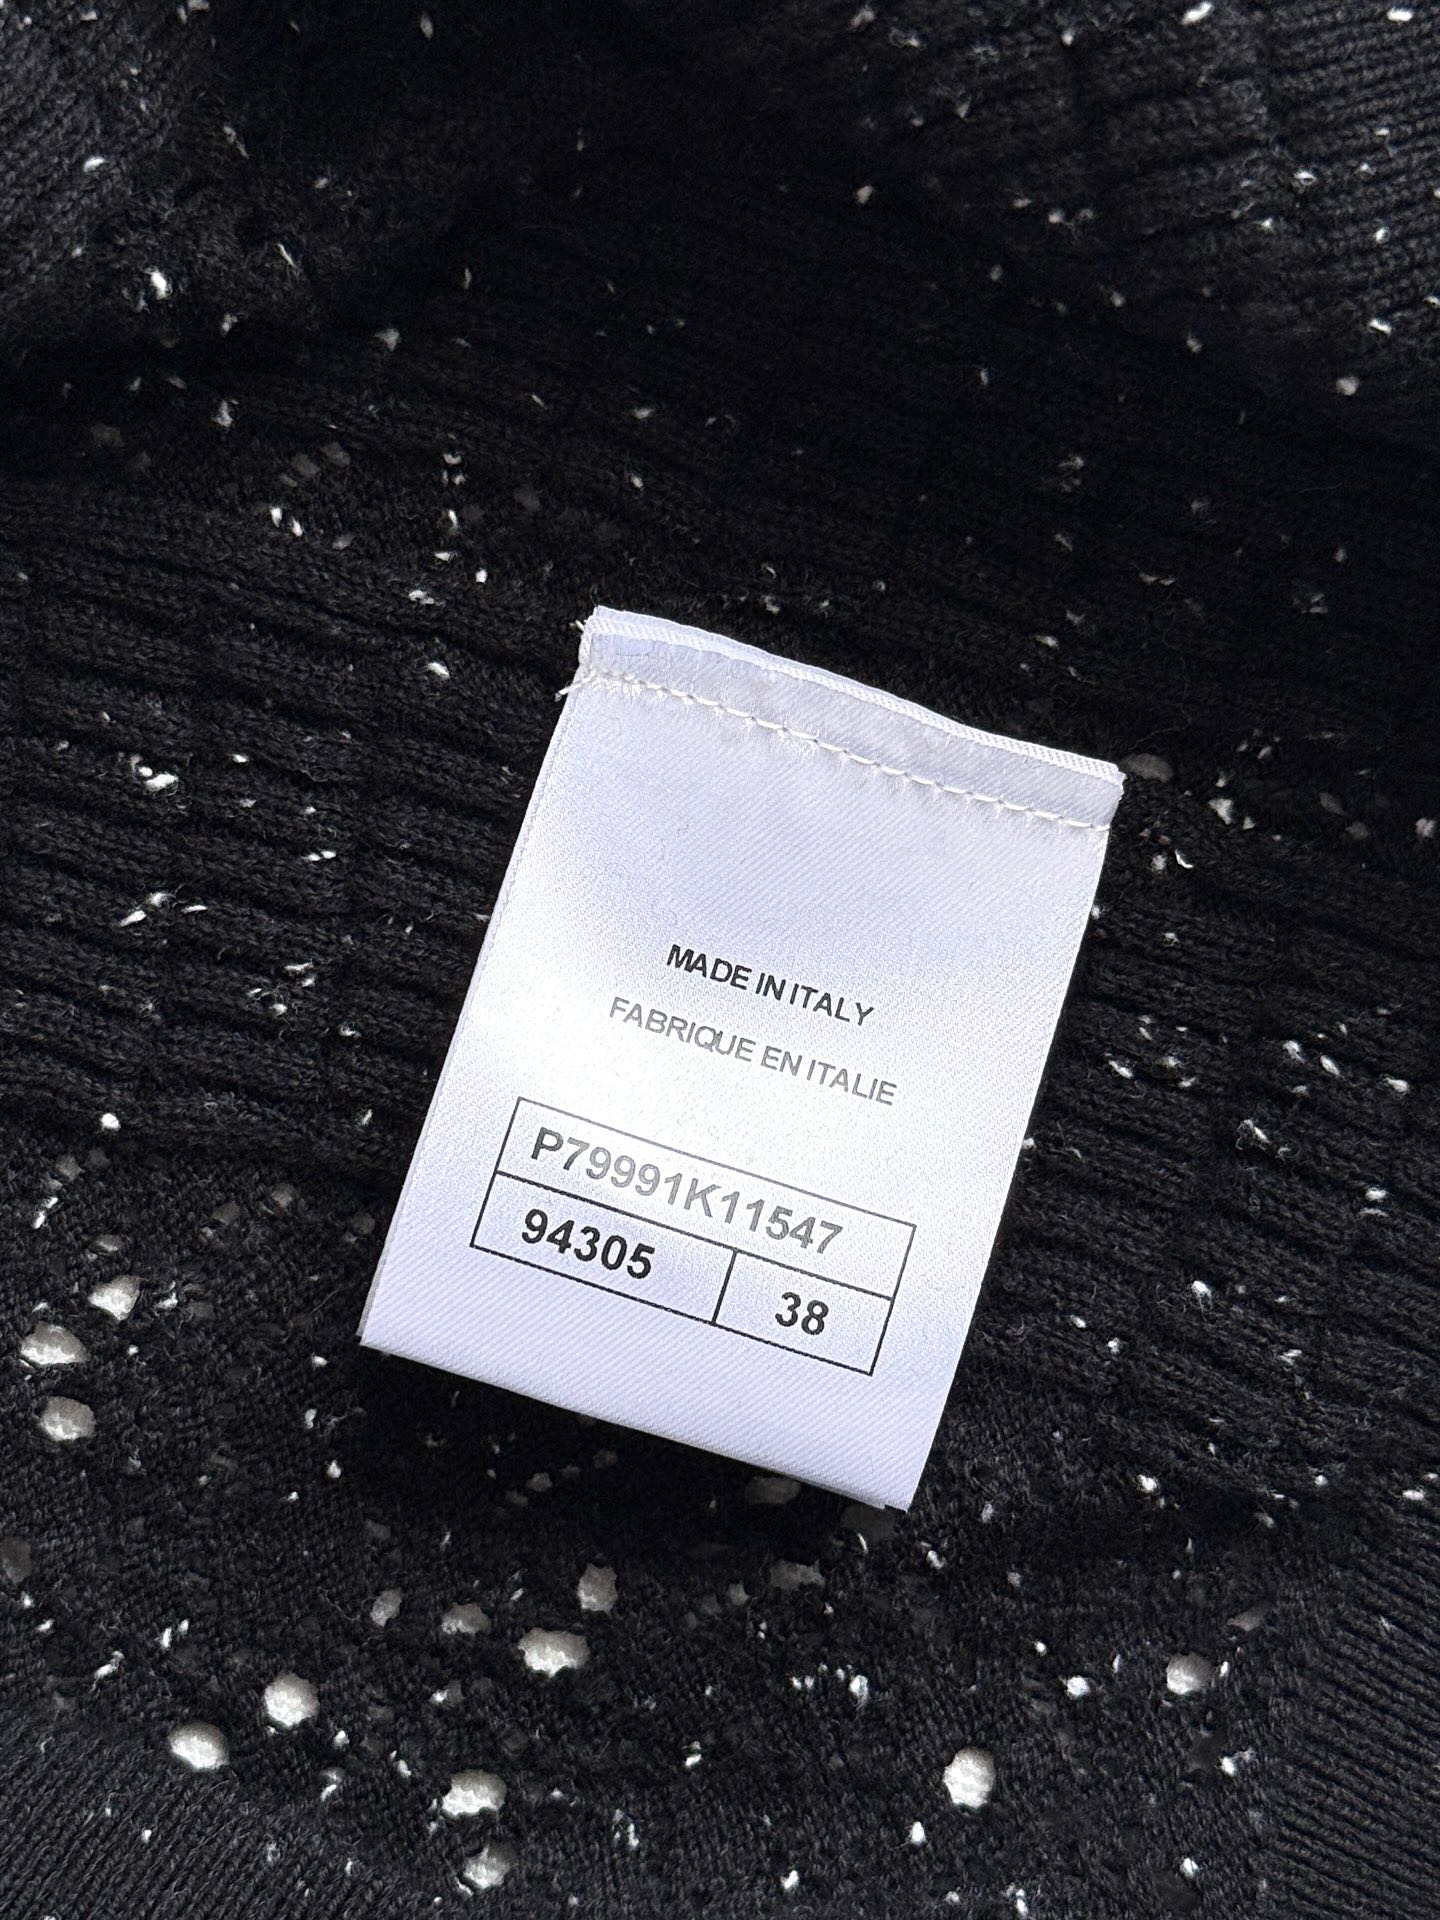 MADE IN ITALY
FABRIQUE EN ITALIE
P79991K11547
94305 38